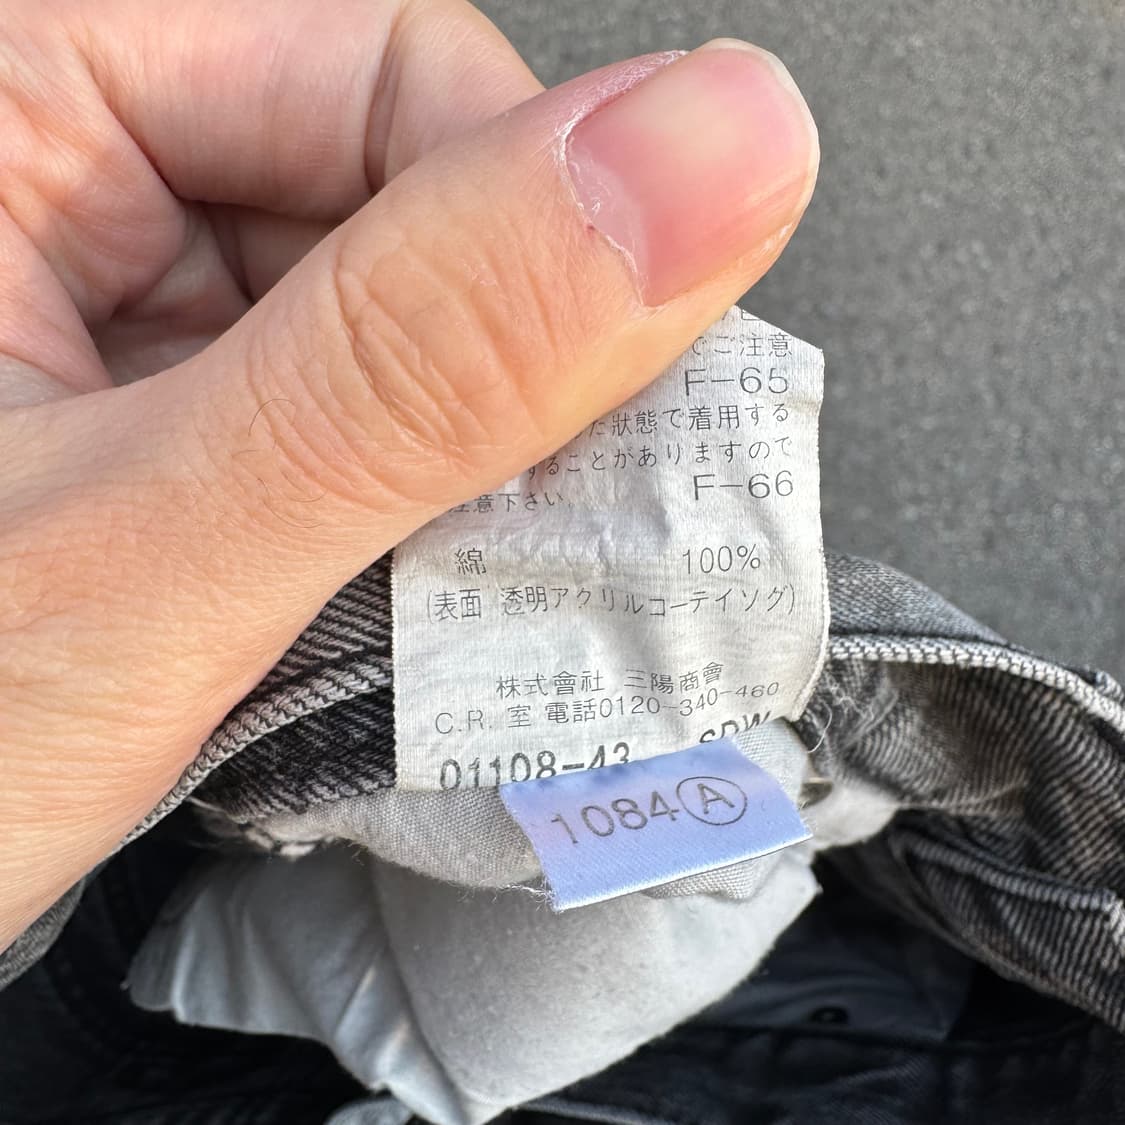 でご注意
F-65
た狀態で着用する
することがありますので
注意下さい。 F-66
綿 100%
(表面 透明アクリルコーテイソグ)
株式會社 三陽商會
C.R. 室 電話0120-340-460
01108-43 SDW
1084Ⓐ